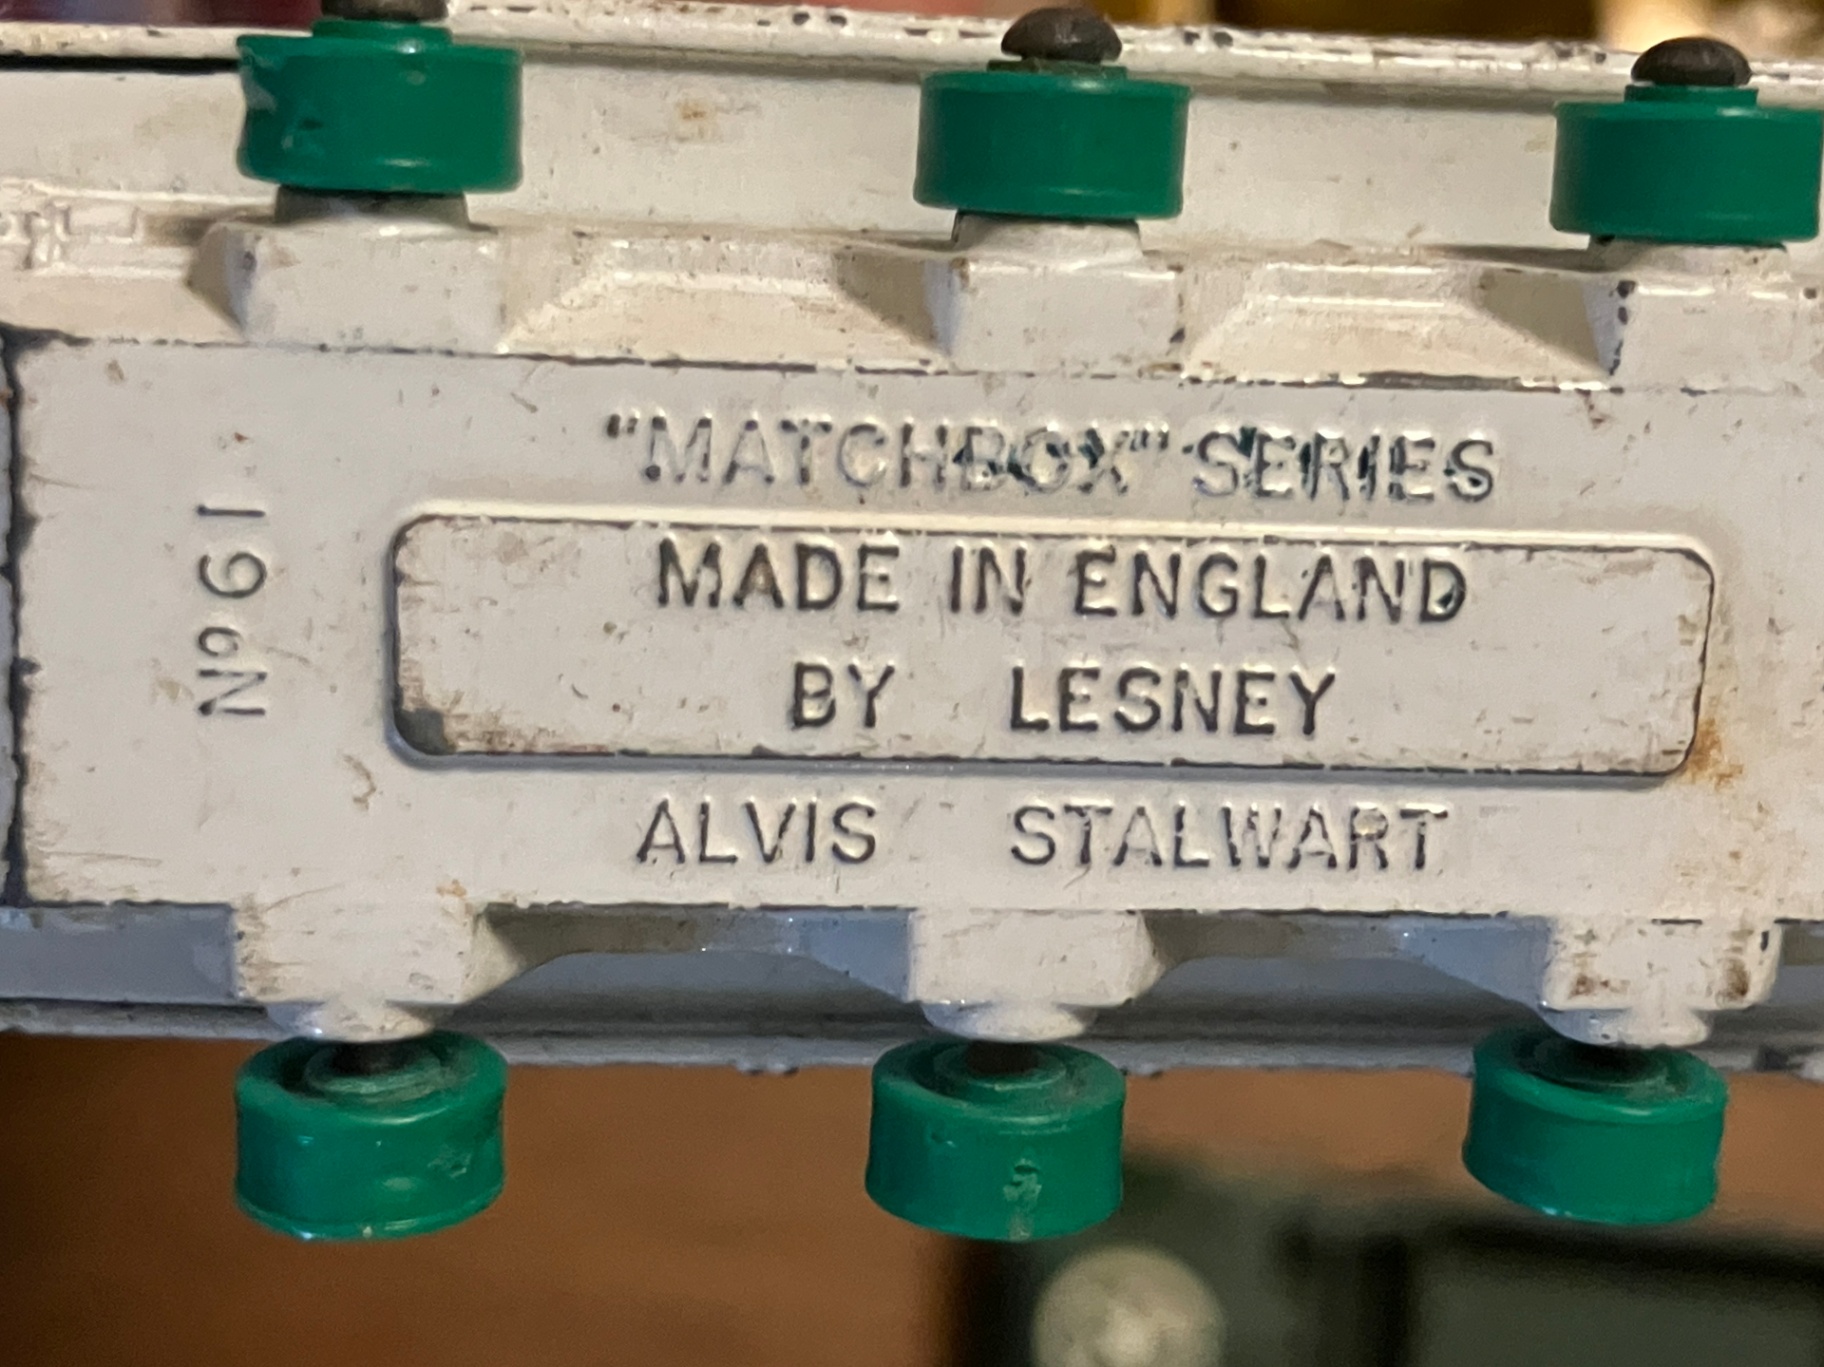 "MATCHBOX" SERIES
MADE IN ENGLAND
BY LESNEY
ALVIS STALWART
Nº 61